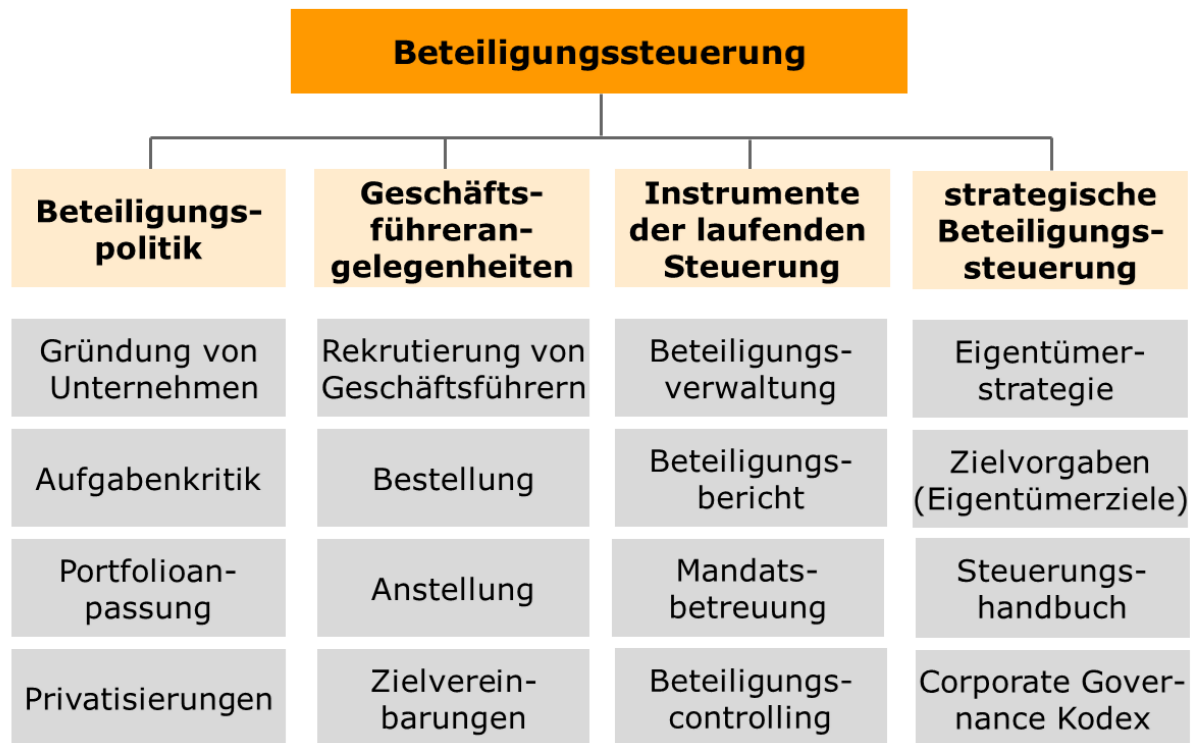 Beteiligungssteuerung
Beteiligungs-
politik
Geschäfts-
führeran-
gelegenheiten
Instrumente
der laufenden
Steuerung
strategische
Beteiligungs-
steuerung
Gründung von
Unternehmen
Rekrutierung von
Geschäftsführern
Beteiligungs-
verwaltung
Eigentümer-
strategie
Aufgabenkritik
Bestellung
Beteiligungs-
bericht
Zielvorgaben
(Eigentümerziele)
Portfolioan-
passung
Anstellung
Mandats-
betreuung
Steuerungs-
handbuch
Privatisierungen
Zielverein-
barungen
Beteiligungs-
controlling
Corporate Gover-
nance Kodex